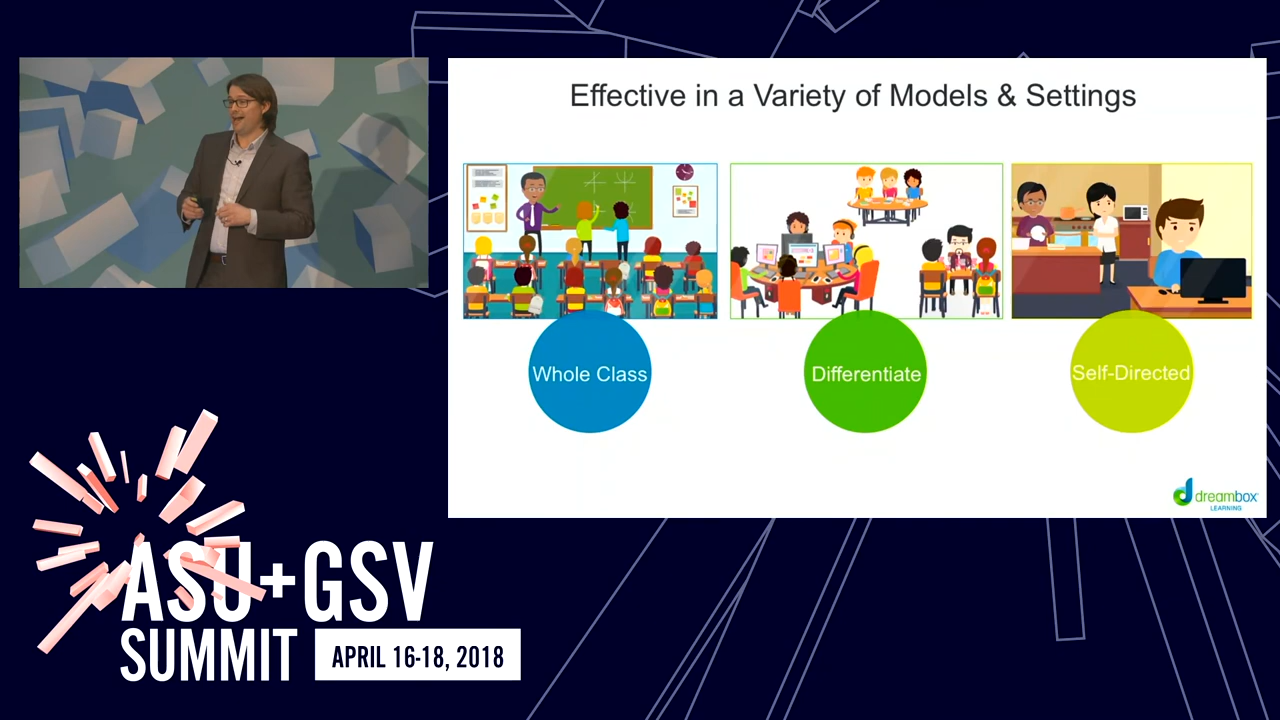 Effective in a Variety of Models & Settings
Whole Class
Differentiate
Self-Directed
dreambox
LEARNING
ASU+GSV
SUMMIT
APRIL 16-18, 2018